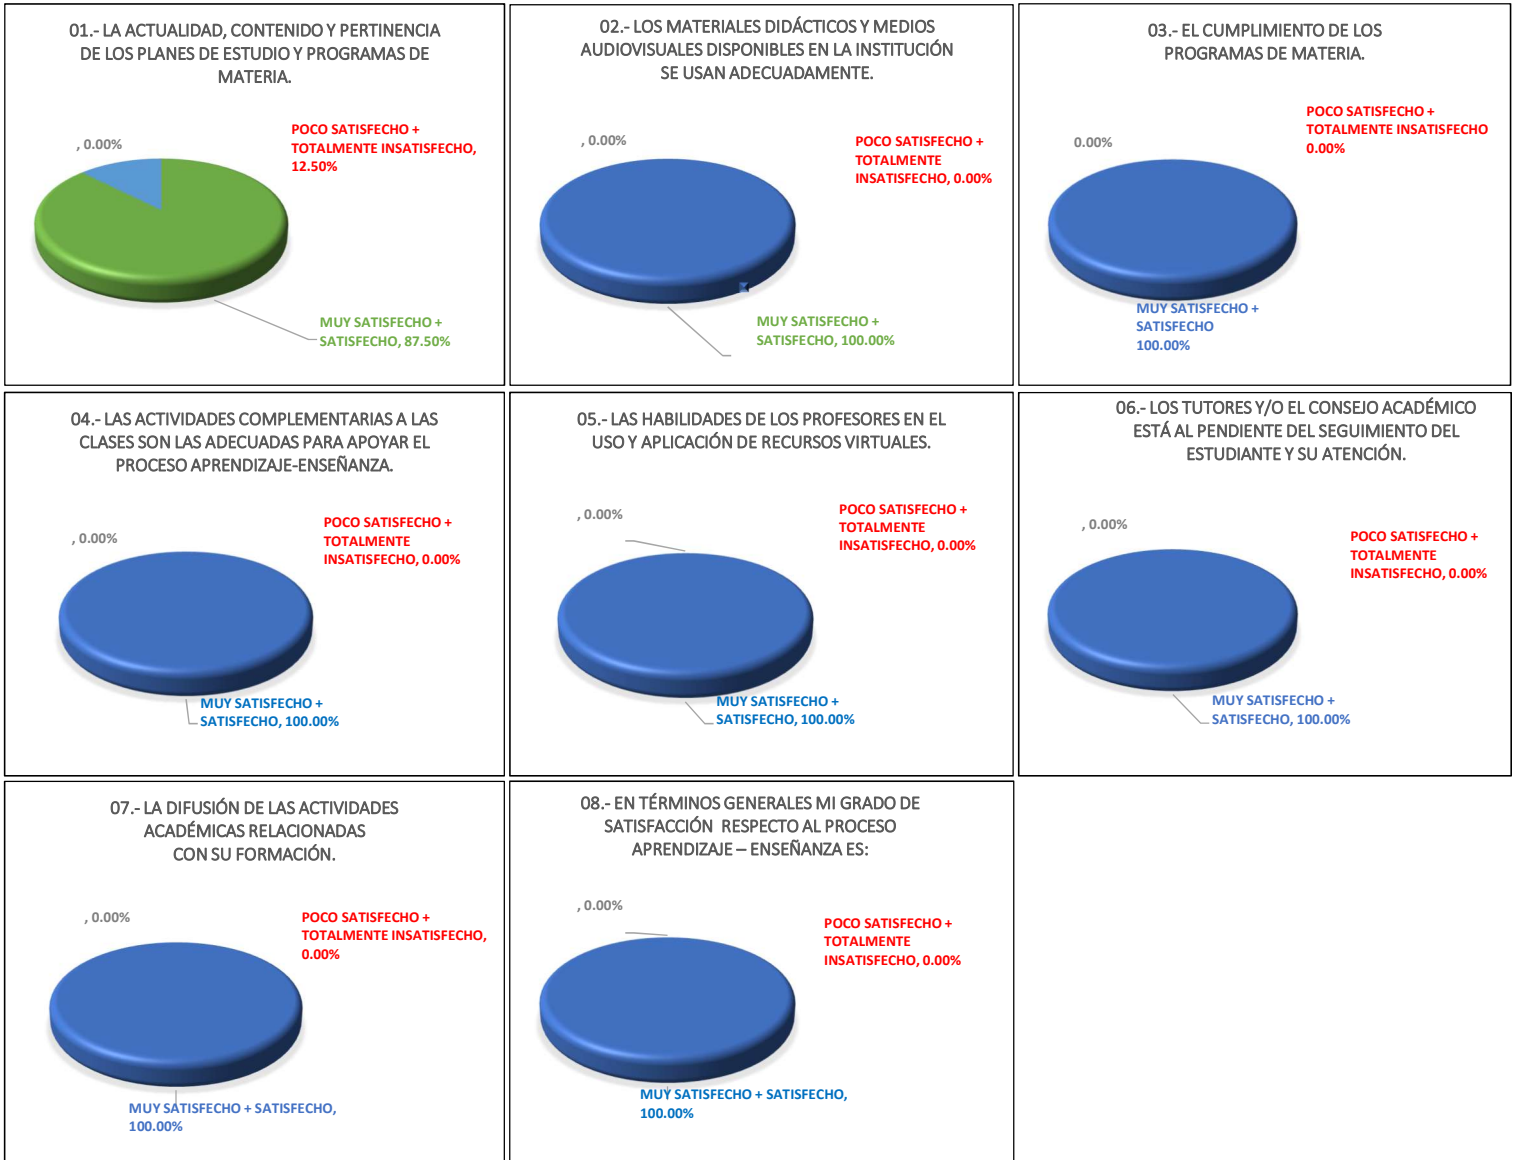 01.- LA ACTUALIDAD, CONTENIDO Y PERTINENCIA
DE LOS PLANES DE ESTUDIO Y PROGRAMAS DE
MATERIA.
, 0.00%
POCO SATISFECHO +
TOTALMENTE INSATISFECHO,
12.50%
MUY SATISFECHO +
SATISFECHO, 87.50%
02.- LOS MATERIALES DIDÁCTICOS Y MEDIOS
AUDIOVISUALES DISPONIBLES EN LA INSTITUCIÓN
SE USAN ADECUADAMENTE.
, 0.00%
POCO SATISFECHO +
TOTALMENTE
INSATISFECHO, 0.00%
MUY SATISFECHO +
SATISFECHO, 100.00%
03.- EL CUMPLIMIENTO DE LOS
PROGRAMAS DE MATERIA.
0.00%
POCO SATISFECHO +
TOTALMENTE INSATISFECHO
0.00%
MUY SATISFECHO +
SATISFECHO
100.00%
04.- LAS ACTIVIDADES COMPLEMENTARIAS A LAS
CLASES SON LAS ADECUADAS PARA APOYAR EL
PROCESO APRENDIZAJE-ENSEÑANZA.
, 0.00%
POCO SATISFECHO +
TOTALMENTE
INSATISFECHO, 0.00%
MUY SATISFECHO +
SATISFECHO, 100.00%
05.- LAS HABILIDADES DE LOS PROFESORES EN EL
USO Y APLICACIÓN DE RECURSOS VIRTUALES.
, 0.00%
POCO SATISFECHO +
TOTALMENTE
INSATISFECHO, 0.00%
MUY SATISFECHO +
SATISFECHO, 100.00%
06.- LOS TUTORES Y/O EL CONSEJO ACADÉMICO
ESTÁ AL PENDIENTE DEL SEGUIMIENTO DEL
ESTUDIANTE Y SU ATENCIÓN.
, 0.00%
POCO SATISFECHO +
TOTALMENTE
INSATISFECHO, 0.00%
MUY SATISFECHO +
SATISFECHO, 100.00%
07.- LA DIFUSIÓN DE LAS ACTIVIDADES
ACADÉMICAS RELACIONADAS
CON SU FORMACIÓN.
, 0.00%
POCO SATISFECHO +
TOTALMENTE INSATISFECHO,
0.00%
MUY SATISFECHO + SATISFECHO,
100.00%
08.- EN TÉRMINOS GENERALES MI GRADO DE
SATISFACCIÓN RESPECTO AL PROCESO
APRENDIZAJE – ENSEÑANZA ES:
, 0.00%
POCO SATISFECHO +
TOTALMENTE
INSATISFECHO, 0.00%
MUY SATISFECHO + SATISFECHO,
100.00%